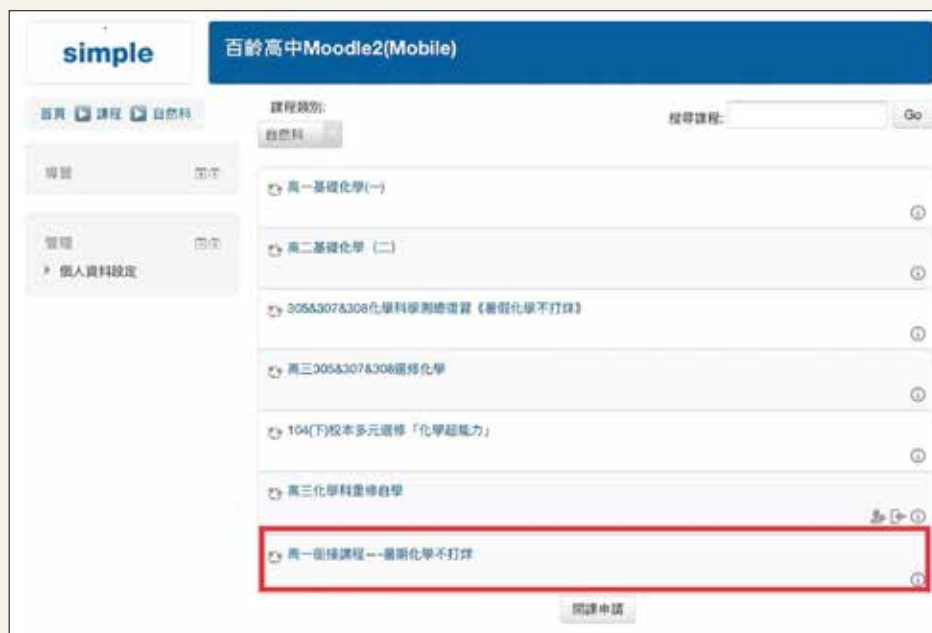 simple
百齡高中Moodle2(Mobile)
首頁 課程 自然科
課程類別:
自然科
搜尋課程:
Go
導覽
管理
個人資料設定
高一基礎化學(一)
高二基礎化學 (二)
305&307&308化學科學測總復習《暑假化學不打烊》
高三305&307&308選修化學
104(下)校本多元選修「化學超能力」
高三化學科重修自學
高一銜接課程---暑期化學不打烊
開課申請